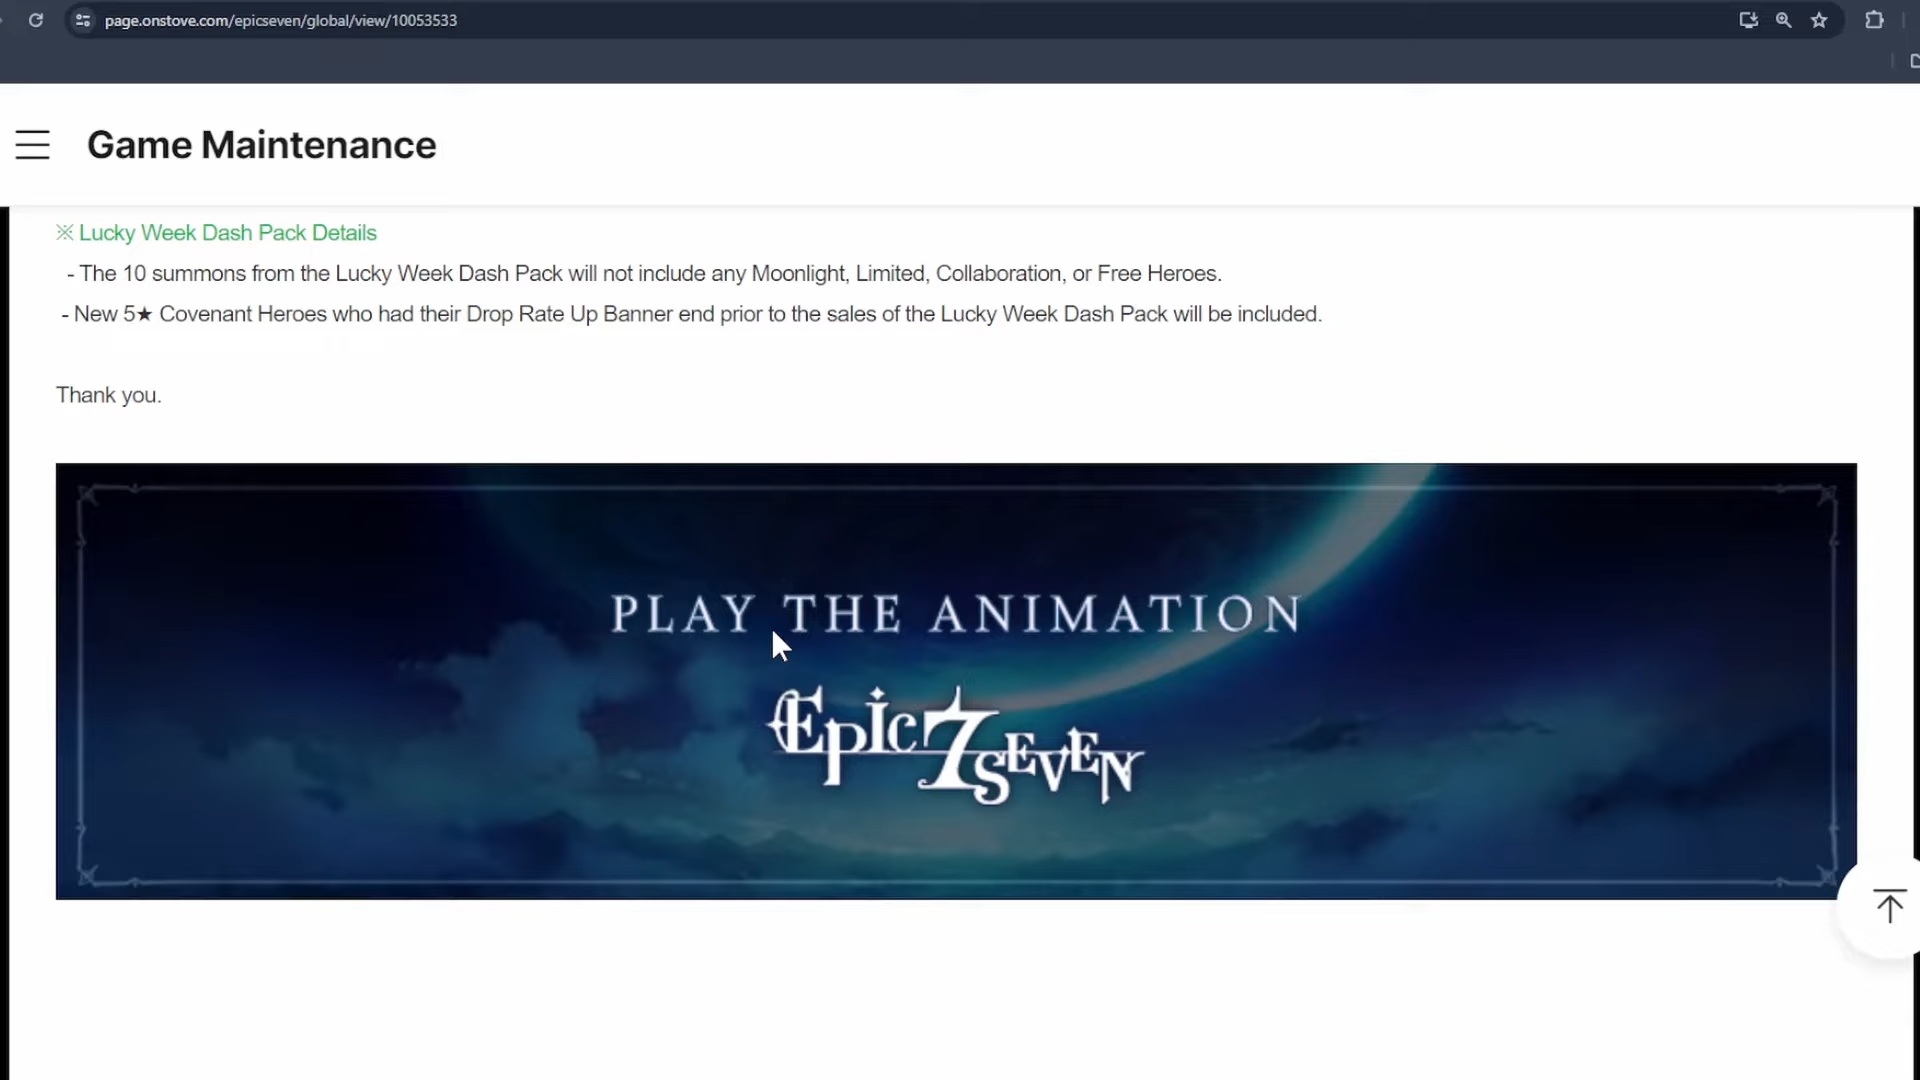 page.onstove.com/epicseven/global/view/10053533
Game Maintenance
※ Lucky Week Dash Pack Details
- The 10 summons from the Lucky Week Dash Pack will not include any Moonlight, Limited, Collaboration, or Free Heroes.
- New 5★ Covenant Heroes who had their Drop Rate Up Banner end prior to the sales of the Lucky Week Dash Pack will be included.
Thank you.
PLAY THE ANIMATION
Epic 7 SEVEN